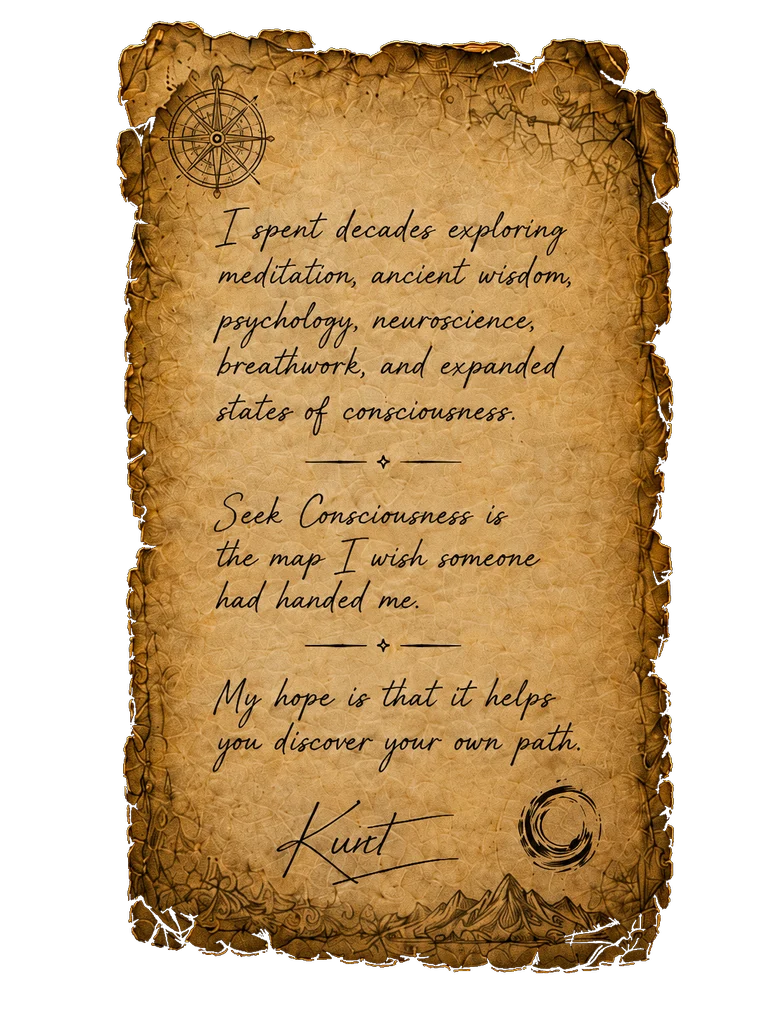 I spent decades exploring
meditation, ancient wisdom,
psychology, neuroscience,
breathwork, and expanded
states of consciousness.
Seek Consciousness is
the map I wish someone
had handed me.
My hope is that it helps
you discover your own path.
Kurt